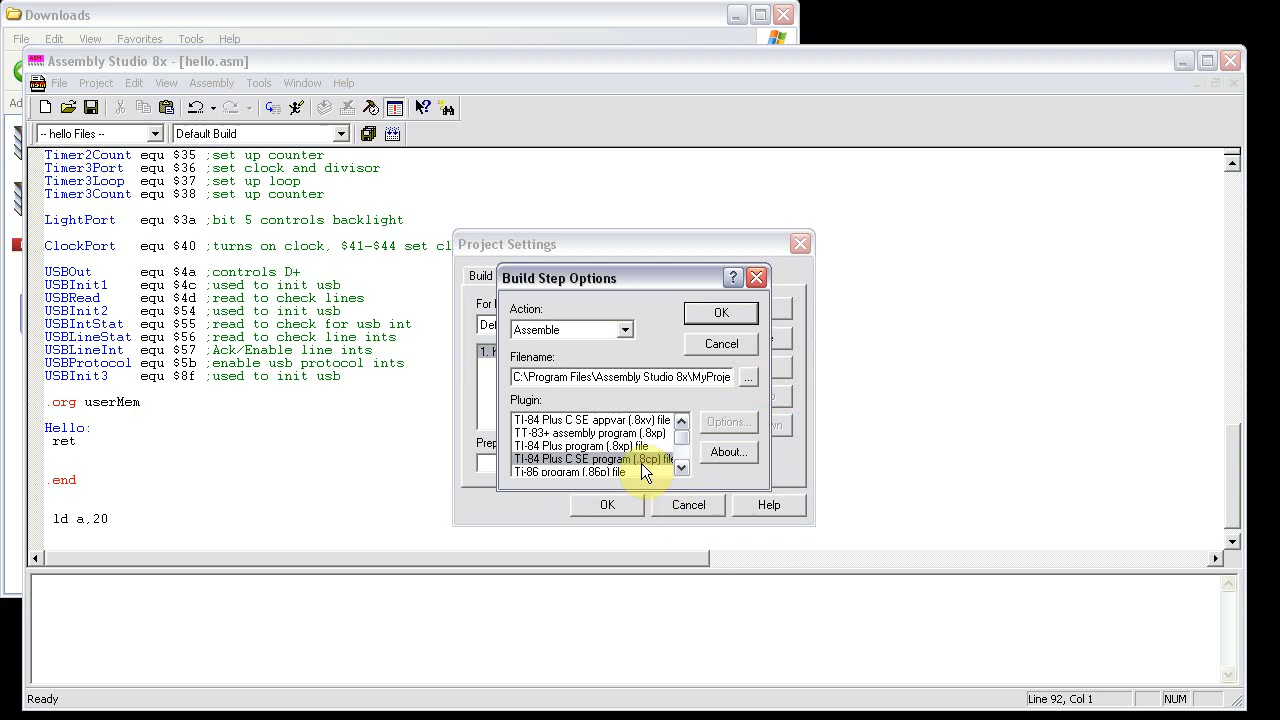 Downloads
File Edit View Favorites Tools Help
Assembly Studio 8x - [hello.asm]
File Project Edit View Assembly Tools Window Help
-- hello Files -- Default Build
Timer2Count equ $35 ;set up counter
Timer3Port equ $36 ;set clock and divisor
Timer3Loop equ $37 ;set up loop
Timer3Count equ $38 ;set up counter
LightPort equ $3a ;bit 5 controls backlight
ClockPort equ $40 ;turns on clock, $41-$44 set cl
USBOut equ $4a ;controls D+
USBInit1 equ $4c ;used to init usb
USBRead equ $4d ;read to check lines
USBInit2 equ $54 ;used to init usb
USBIntStat equ $55 ;read to check for usb int
USBLineStat equ $56 ;read to check line ints
USBLineInt equ $57 ;Ack/Enable line ints
USBProtocol equ $5b ;enable usb protocol ints
USBInit3 equ $8f ;used to init usb
.org userMem
Hello:
ret
.end
ld a,20
Project Settings
Build
Build Step Options
Action:
OK
Assemble
Cancel
Filename:
C:\Program Files\Assembly Studio 8x\MyProje ...
Plugin:
TI-84 Plus C SE appvar (.8xv) file
TT-83+ assembly program (.8xp)
TI-84 Plus program (.8xp) file
TI-84 Plus C SE program (.8cp) file
Ti-86 program (.86p) file
Options...
About...
OK Cancel Help
Ready Line 92, Col 1 NUM